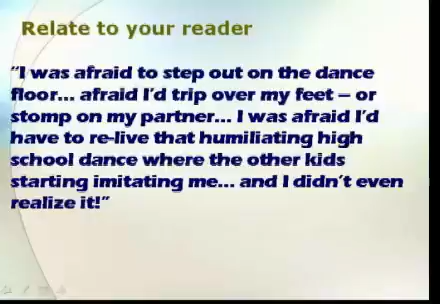 Relate to your reader
"I was afraid to step out on the dance
floor... afraid I'd trip over my feet – or
stomp on my partner... I was afraid I'd
have to re-live that humiliating high
school dance where the other kids
starting imitating me... and I didn't even
realize it!"